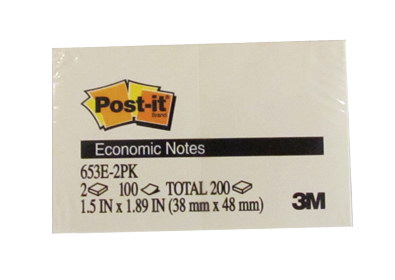 Post-it
Brand
Economic Notes
653E-2PK
2 100 TOTAL 200
1.5 IN x 1.89 IN (38 mm x 48 mm)
3M